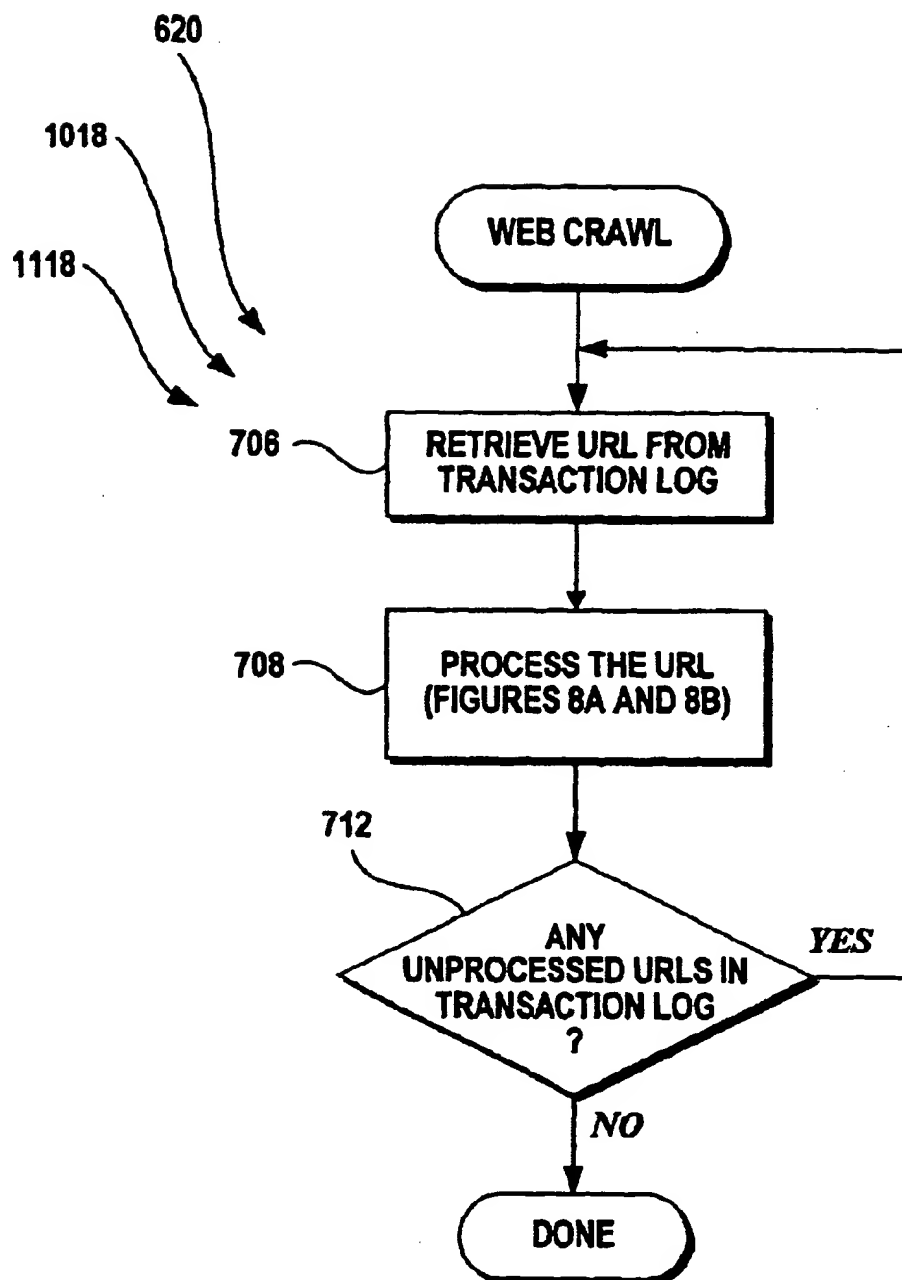 620
1018
1118
WEB CRAWL
706
RETRIEVE URL FROM
TRANSACTION LOG
708
PROCESS THE URL
(FIGURES 8A AND 8B)
712
ANY
UNPROCESSED URLS IN
TRANSACTION LOG
?
YES
NO
DONE